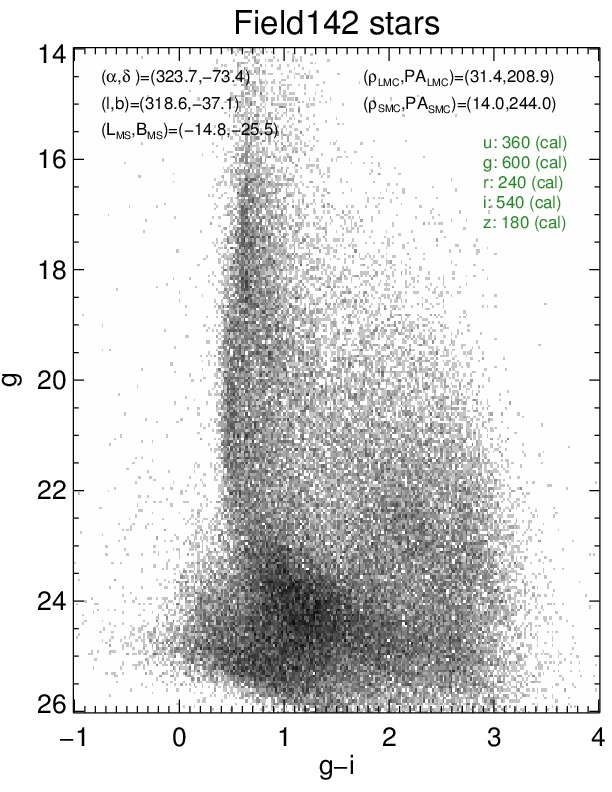 Field142 stars
(α,δ )=(323.7,−73.4)
(ρLMC,PALMC)=(31.4,208.9)
(l,b)=(318.6,−37.1)
(ρSMC,PASMC)=(14.0,244.0)
(LMS,BMS)=(−14.8,−25.5)
u: 360 (cal)
g: 600 (cal)
r: 240 (cal)
i: 540 (cal)
z: 180 (cal)
14
16
18
20
22
24
26
g
−1 0 1 2 3 4
g−i